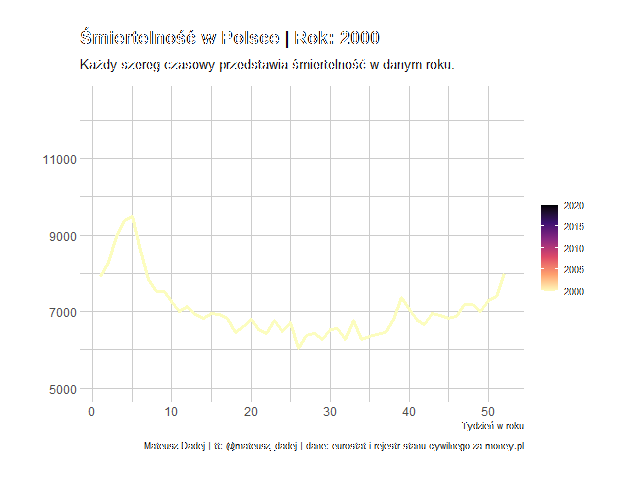 Śmiertelność w Polsce | Rok: 2000
Każdy szereg czasowy przedstawia śmiertelność w danym roku.
11000
9000
7000
5000
0 10 20 30 40 50
Tydzień w roku
2020
2015
2010
2005
2000
Mateusz Dadej | tt: @mateusz_dadej | dane: eurostat i rejestr stanu cywilnego za money.pl